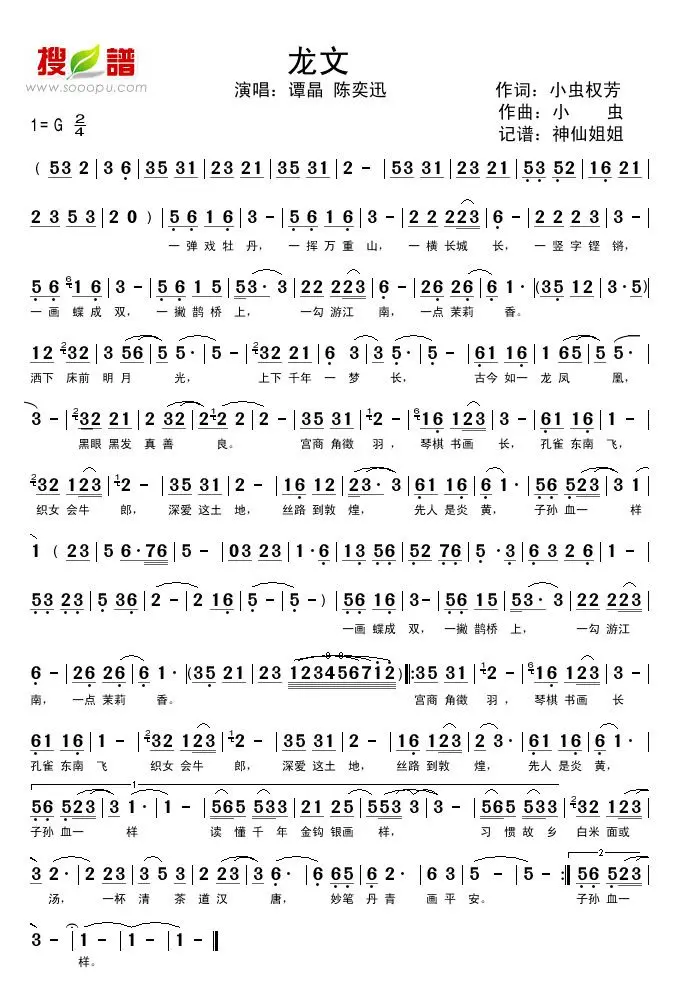 搜谱
www.sooopu.com
龙文
演唱：谭晶 陈奕迅
作词：小虫权芳
作曲：小 虫
记谱：神仙姐姐
1=G 2/4
( 53 2 | 3 6 | 35 31 | 23 21 | 35 31 | 2 - | 53 31 | 23 21 | 53 52 | 16 21 |
2 3 5 3 | 2 0 ) | 5 6 1 6 | 3 - | 5 6 1 6 | 3 - | 2 2 223 | 6 - | 2 2 2 3 | 3 - |
一弹戏牡 丹， 一挥万重 山， 一横长城 长， 一竖字铿 锵，
5 6 61 6 | 3 - | 5 6 1 5 | 53· 3 | 22 223 | 6 - | 26 26 | 6 1· | (35 12 | 3·5) |
一画 蝶成 双， 一撇鹊桥 上， 一勾 游江 南， 一点 茉莉 香。
12 232 | 3 56 | 5 5· | 5 - | 232 21 | 6 3 | 3 5· | 5 - | 61 16 | 1 65 | 5 5 |
洒下 床前 明 月 光， 上下 千年 一 梦 长， 古今 如一 龙 凤 凰，
3 - | 232 21 | 2 32 | 212 2 | 2 - | 35 31 | 12 - | 616 123 | 61 16 | 1 - |
黑眼 黑发 真 善 良。 宫商 角徵 羽， 琴棋 书画 长， 孔雀 东南 飞，
232 123 | 12 - | 35 31 | 2 - | 16 12 | 23· 3 | 61 16 | 6 1· | 56 523 | 3 1 |
织女 会牛 郎， 深爱 这土 地， 丝路 到敦 煌， 先人 是炎 黄， 子孙 血一 样
1 ( 23 | 5 6·76 | 5 - | 03 23 | 1·6 | 13 56 | 52 76 | 5 ·3 | 6 3 2 6 | 1 - |
53 23 | 5 36 | 2 - | 2 16 | 5 - | 5 - ) | 56 16 | 3- | 56 15 | 53· 3 | 22 223 |
一画 蝶成 双， 一撇 鹊桥 上， 一勾 游江
6 - | 26 26 | 6 1· | (35 21 | 23 123456712) ‖: 35 31 | 12 - | 616 123 | 3 - |
南， 一点 茉莉 香。 宫商 角徵 羽， 琴棋 书画 长
61 16 | 1 - | 232 123 | 12 - | 35 31 | 2 - | 16 123 | 2 3· | 61 16 | 6 1· |
孔雀 东南 飞 织女 会牛 郎， 深爱 这土 地， 丝路 到敦 煌， 先人 是炎 黄，
1
56 523 | 3 1· | 1 - | 565 533 | 21 25 | 553 3 | 3 - | 565 533 | 232 123 |
子孙 血一 样 读 懂 千 年 金钩 银画 样， 习 惯 故 乡 白米 面或
3 2· | 2 23 | 3 5 3 | 2 23 | 3 6· | 6 65 | 6 2 | 6 3 | 5 - | 5 - :‖ 56 523 |
2
汤， 一杯 清 茶 道 汉 唐， 妙笔 丹 青 画 平 安。 子孙 血一
3 - | 1 - | 1 - | 1 - ‖
样。